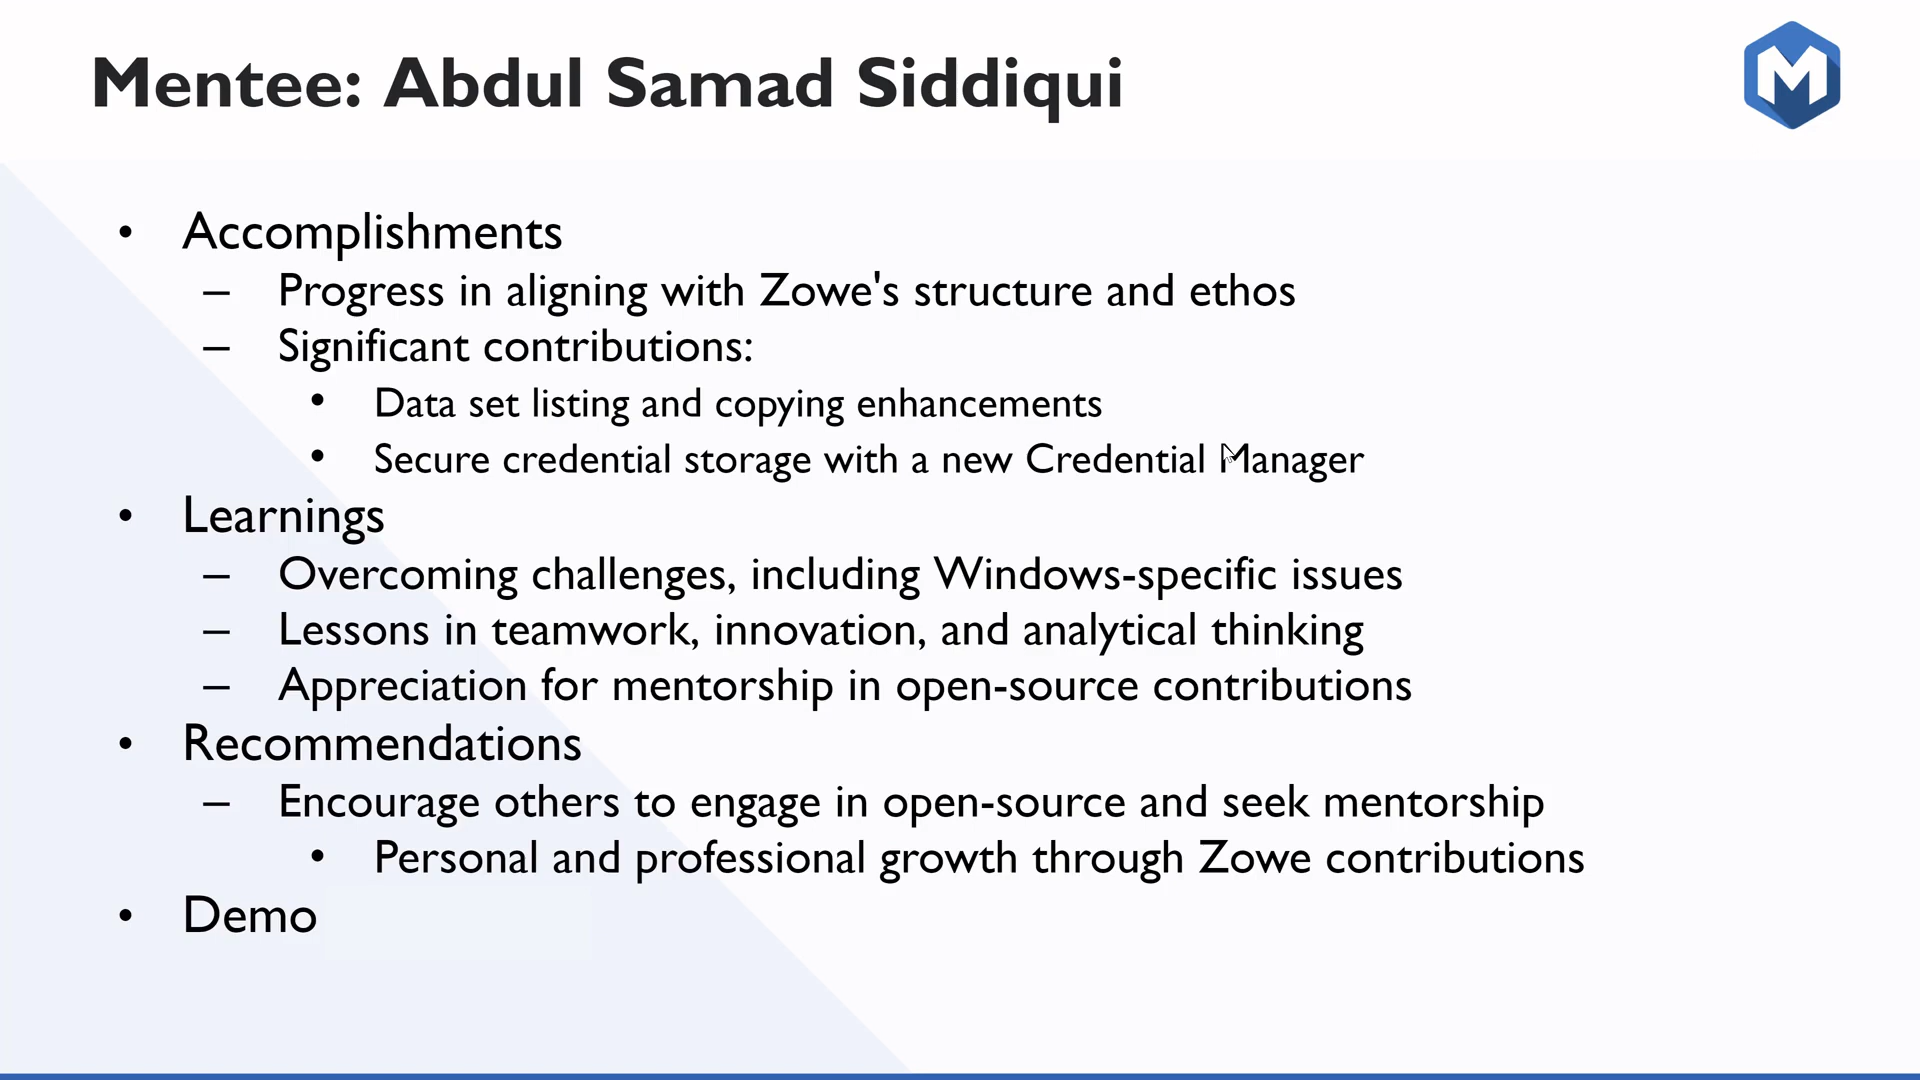 Mentee: Abdul Samad Siddiqui
M
• Accomplishments
– Progress in aligning with Zowe's structure and ethos
– Significant contributions:
• Data set listing and copying enhancements
• Secure credential storage with a new Credential Manager
• Learnings
– Overcoming challenges, including Windows-specific issues
– Lessons in teamwork, innovation, and analytical thinking
– Appreciation for mentorship in open-source contributions
• Recommendations
– Encourage others to engage in open-source and seek mentorship
• Personal and professional growth through Zowe contributions
• Demo